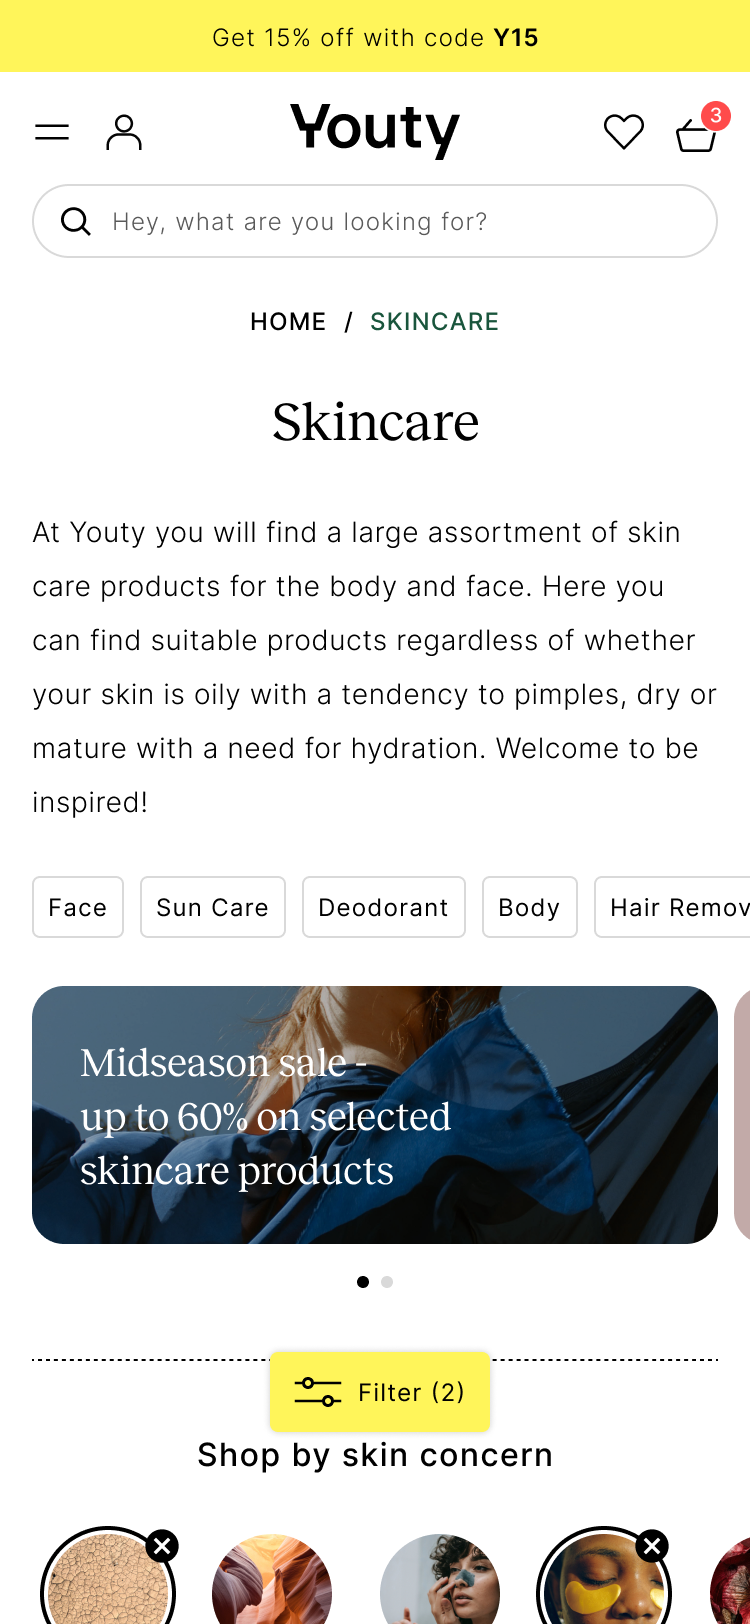 Get 15% off with code Y15
Youty
3
Hey, what are you looking for?
HOME / SKINCARE
Skincare
At Youty you will find a large assortment of skin
care products for the body and face. Here you
can find suitable products regardless of whether
your skin is oily with a tendency to pimples, dry or
mature with a need for hydration. Welcome to be
inspired!
Face Sun Care Deodorant Body Hair Remov
Midseason sale -
up to 60% on selected
skincare products
Filter (2)
Shop by skin concern